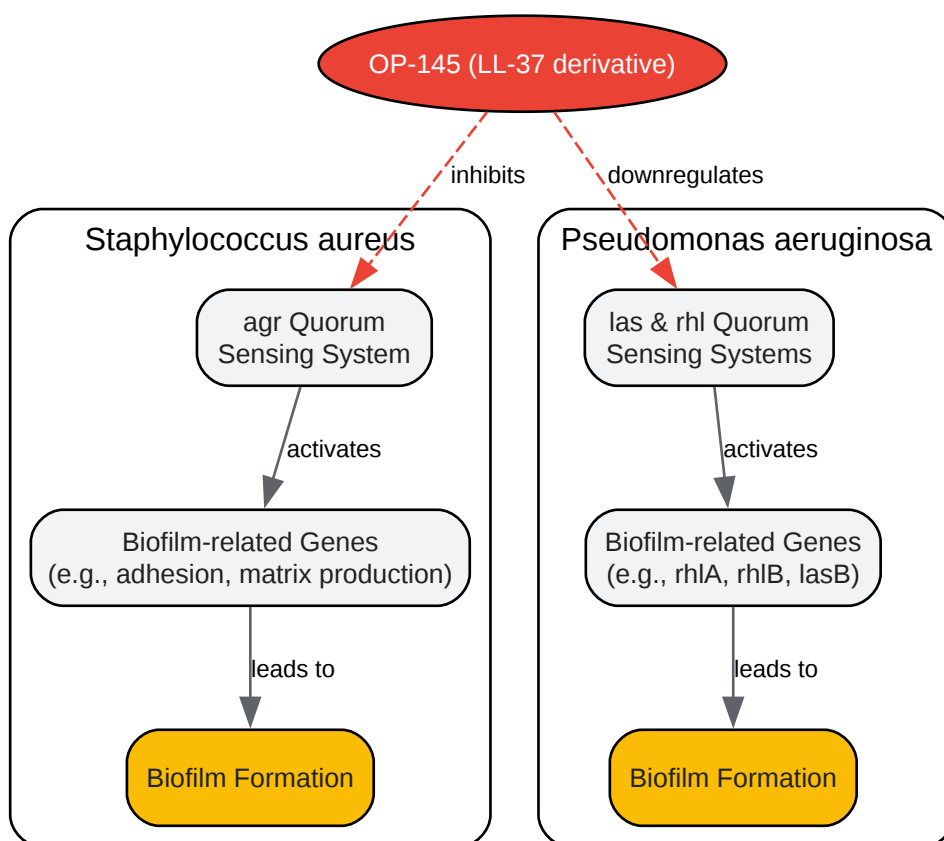 OP-145 (LL-37 derivative)
inhibits
downregulates
Staphylococcus aureus
agr Quorum
Sensing System
activates
Biofilm-related Genes
(e.g., adhesion, matrix production)
leads to
Biofilm Formation
Pseudomonas aeruginosa
las & rhl Quorum
Sensing Systems
activates
Biofilm-related Genes
(e.g., rhlA, rhlB, lasB)
leads to
Biofilm Formation